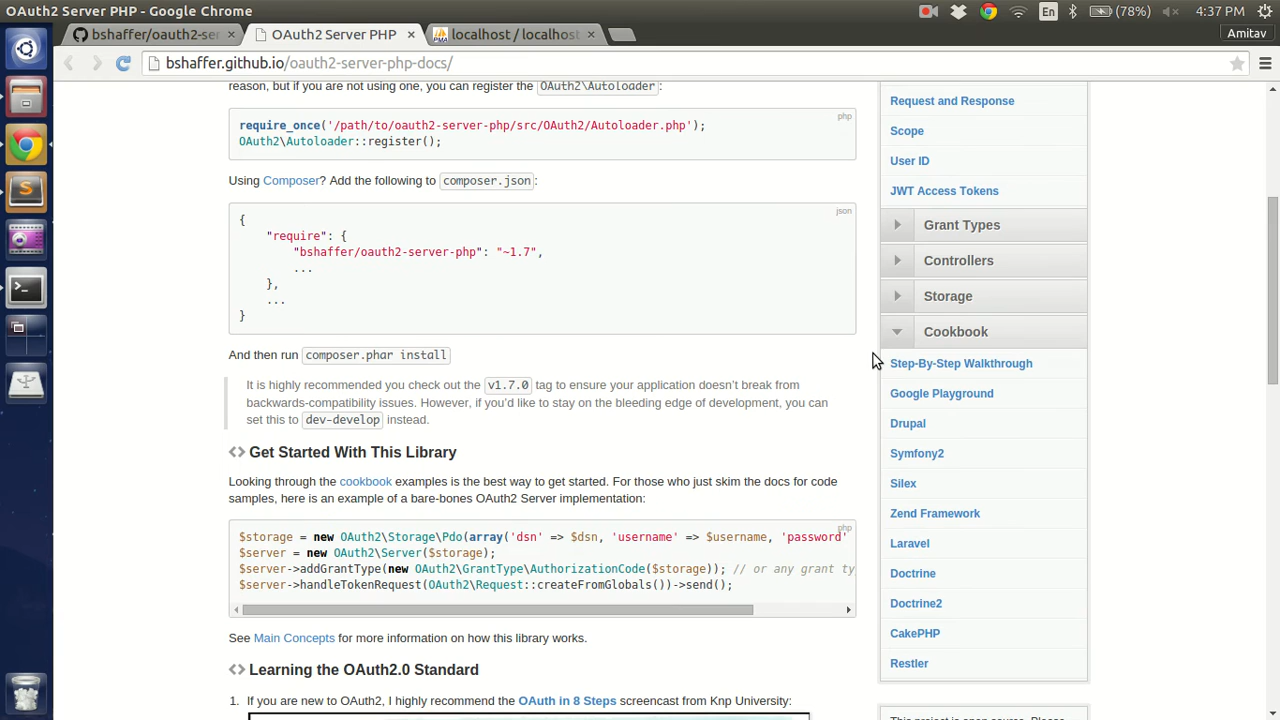 OAuth2 Server PHP - Google Chrome
En
(78%)
4:37 PM
bshaffer/oauth2-ser
OAuth2 Server PHP
localhost / localhost
Amitav
bshaffer.github.io/oauth2-server-php-docs/
reason, but if you are not using one, you can register the OAuth2\Autoloader:
php
require_once('/path/to/oauth2-server-php/src/OAuth2/Autoloader.php');
OAuth2\Autoloader::register();
Using Composer? Add the following to composer.json:
json
{
"require": {
"bshaffer/oauth2-server-php": "~1.7",
...
},
...
}
And then run composer.phar install
It is highly recommended you check out the v1.7.0 tag to ensure your application doesn't break from
backwards-compatibility issues. However, if you'd like to stay on the bleeding edge of development, you can
set this to dev-develop instead.
Get Started With This Library
Looking through the cookbook examples is the best way to get started. For those who just skim the docs for code
samples, here is an example of a bare-bones OAuth2 Server implementation:
php
$storage = new OAuth2\Storage\Pdo(array('dsn' => $dsn, 'username' => $username, 'password'
$server = new OAuth2\Server($storage);
$server->addGrantType(new OAuth2\GrantType\AuthorizationCode($storage)); // or any grant ty
$server->handleTokenRequest(OAuth2\Request::createFromGlobals())->send();
See Main Concepts for more information on how this library works.
Learning the OAuth2.0 Standard
1. If you are new to OAuth2, I highly recommend the OAuth in 8 Steps screencast from Knp University:
Request and Response
Scope
User ID
JWT Access Tokens
Grant Types
Controllers
Storage
Cookbook
Step-By-Step Walkthrough
Google Playground
Drupal
Symfony2
Silex
Zend Framework
Laravel
Doctrine
Doctrine2
CakePHP
Restler
This project is open source. Please